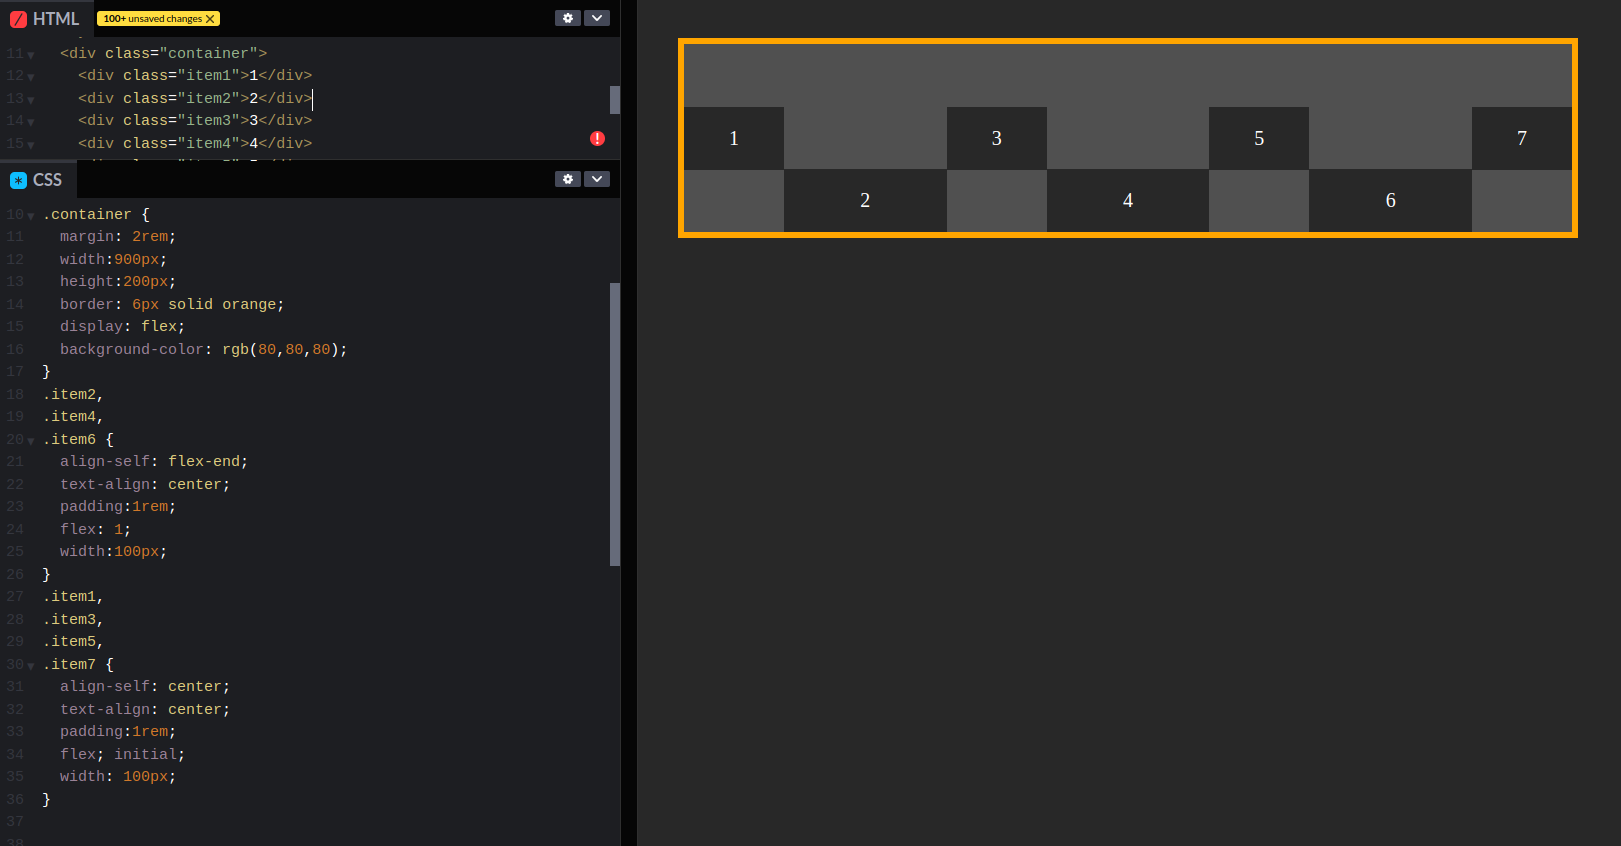 HTML 100+ unsaved changes X
11 <div class="container">
12 <div class="item1">1</div>
13 <div class="item2">2</div>
14 <div class="item3">3</div>
15 <div class="item4">4</div>
CSS
10 .container {
11 margin: 2rem;
12 width:900px;
13 height:200px;
14 border: 6px solid orange;
15 display: flex;
16 background-color: rgb(80,80,80);
17 }
18 .item2,
19 .item4,
20 .item6 {
21 align-self: flex-end;
22 text-align: center;
23 padding:1rem;
24 flex: 1;
25 width:100px;
26 }
27 .item1,
28 .item3,
29 .item5,
30 .item7 {
31 align-self: center;
32 text-align: center;
33 padding:1rem;
34 flex; initial;
35 width: 100px;
36 }
37
38
1 3 5 7
2 4 6